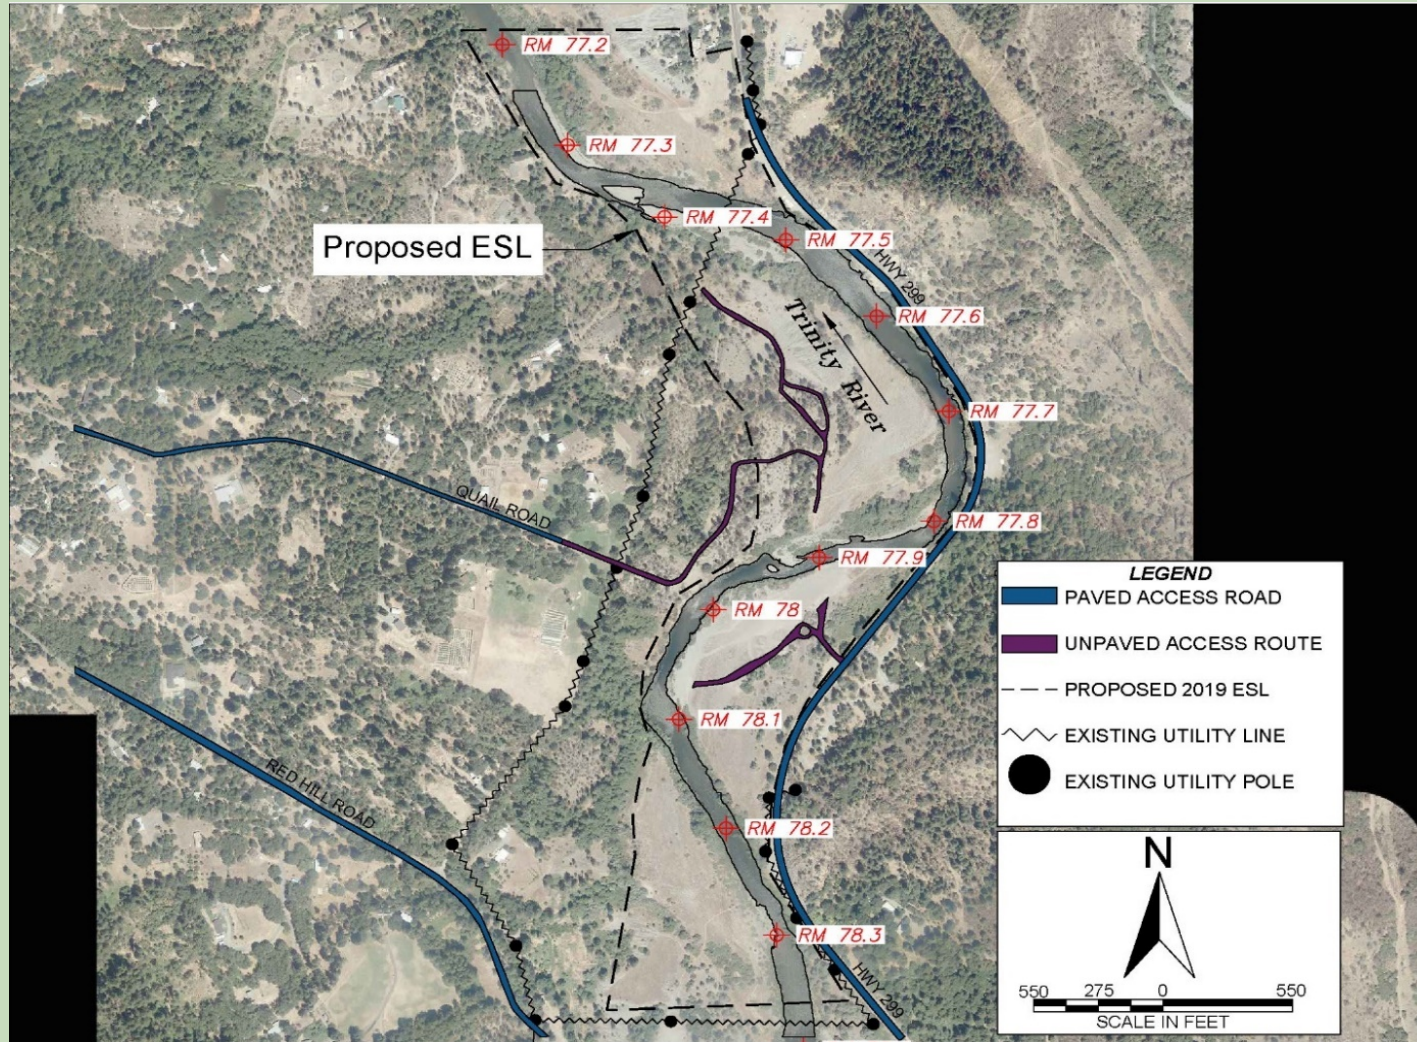 RM 77.2
RM 77.3
RM 77.4
Proposed ESL
RM 77.5
HWY 299
RM 77.6
Trinity River
RM 77.7
QUAIL ROAD
RM 77.8
RM 77.9
RM 78
RM 78.1
RED HILL ROAD
RM 78.2
RM 78.3
HWY 299
LEGEND
PAVED ACCESS ROAD
UNPAVED ACCESS ROUTE
PROPOSED 2019 ESL
EXISTING UTILITY LINE
EXISTING UTILITY POLE
N
550 275 0 550
SCALE IN FEET